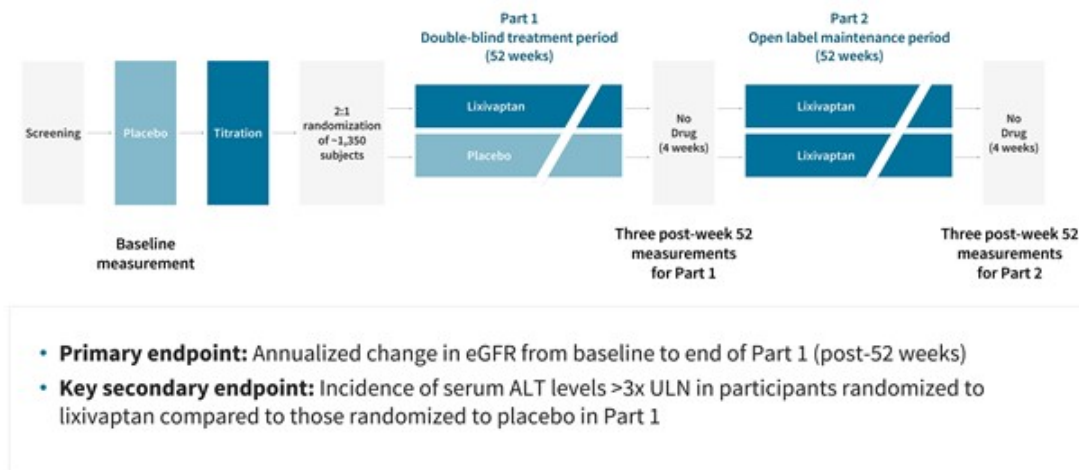 Part 1
Double-blind treatment period
(52 weeks)
Part 2
Open label maintenance period
(52 weeks)
Screening
Placebo
Titration
2:1
randomization
of ~1,350
subjects
Lixivaptan
Placebo
No
Drug
(4 weeks)
Lixivaptan
Lixivaptan
No
Drug
(4 weeks)
Baseline
measurement
Three post-week 52
measurements
for Part 1
Three post-week 52
measurements
for Part 2
• Primary endpoint: Annualized change in eGFR from baseline to end of Part 1 (post-52 weeks)
• Key secondary endpoint: Incidence of serum ALT levels >3x ULN in participants randomized to
lixivaptan compared to those randomized to placebo in Part 1